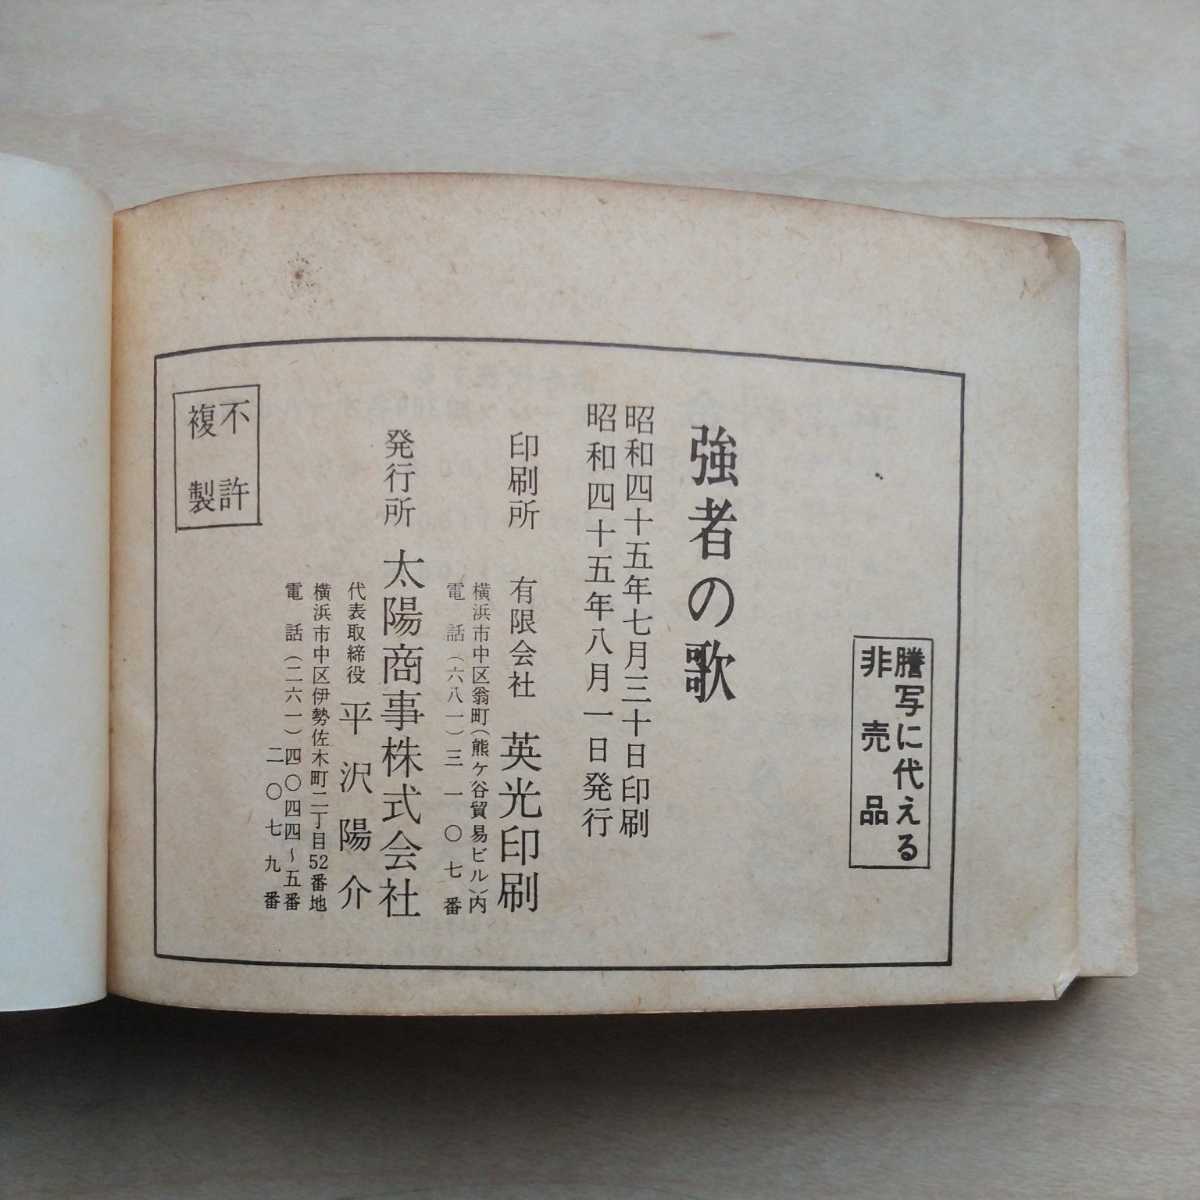 謄写に代える
非売品
強者の歌
昭和四十五年七月三十日印刷
昭和四十五年八月一日発行
印刷所 有限会社 英光印刷
横浜市中区翁町(熊ケ谷貿易ビル)内
電話(六八一)三一〇七番
発行所 太陽商事株式会社
代表取締役 平沢陽介
横浜市中区伊勢佐木町二丁目52番地
電話(二六一)四〇四四~五番
二〇七九番
不許
複製